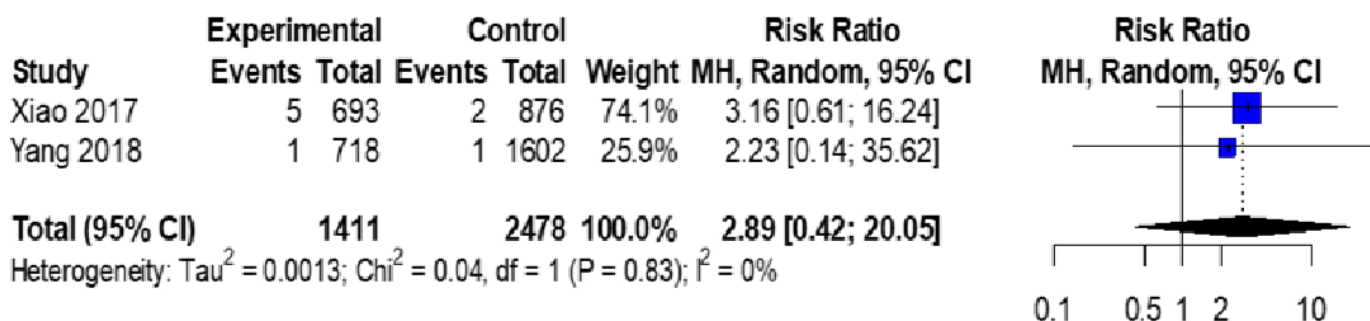 Experimental Control Risk Ratio Risk Ratio
Study Events Total Events Total Weight MH, Random, 95% CI MH, Random, 95% CI
Xiao 2017 5 693 2 876 74.1% 3.16 [0.61; 16.24]
Yang 2018 1 718 1 1602 25.9% 2.23 [0.14; 35.62]
Total (95% CI) 1411 2478 100.0% 2.89 [0.42; 20.05]
Heterogeneity: Tau² = 0.0013; Chi² = 0.04, df = 1 (P = 0.83); I² = 0%
0.1 0.5 1 2 10